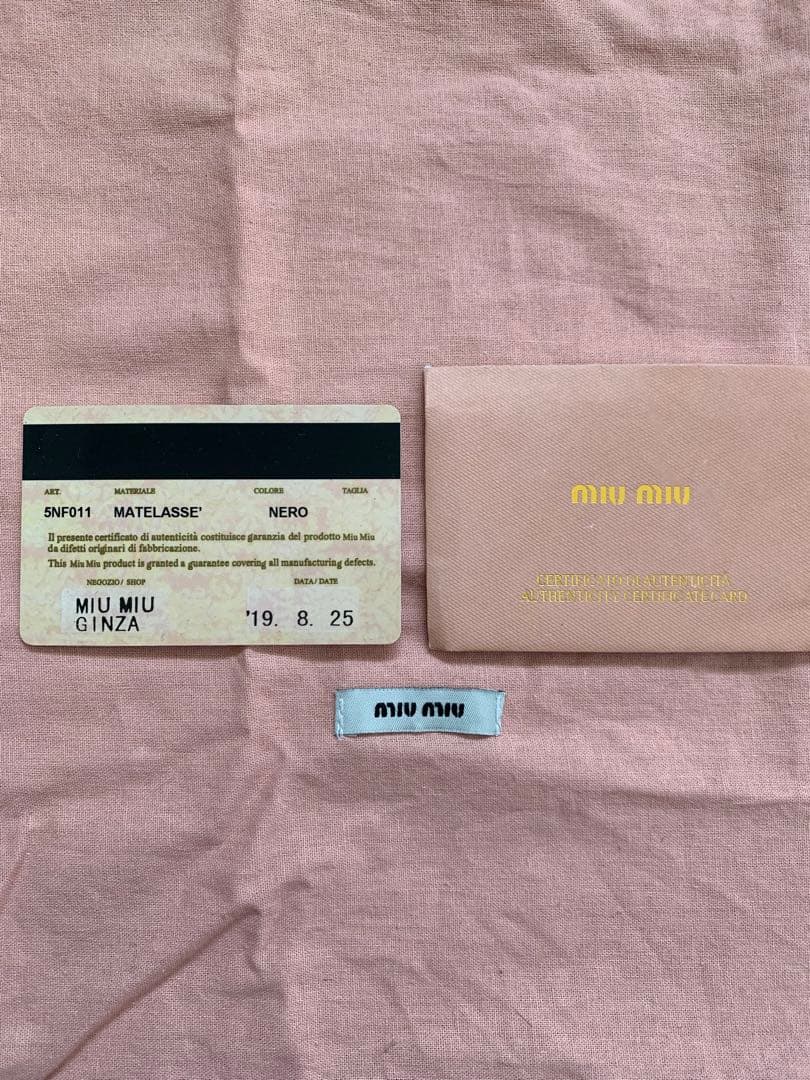 ART. MATERIALE COLORE TAGLIA
5NF011 MATELASSE' NERO
Il presente certificato di autenticità costituisce garanzia del prodotto Miu Miu
da difetti originari di fabbricazione.
This Miu Miu product is granted a guarantee covering all manufacturing defects.
NEGOZIO/ SHOP DATA/ DATE
MIU MIU
GINZA '19. 8. 25
miu miu
CERTIFICATO di AUTENTICITÀ
AUTHENTICITY CERTIFICATE CARD
miu miu